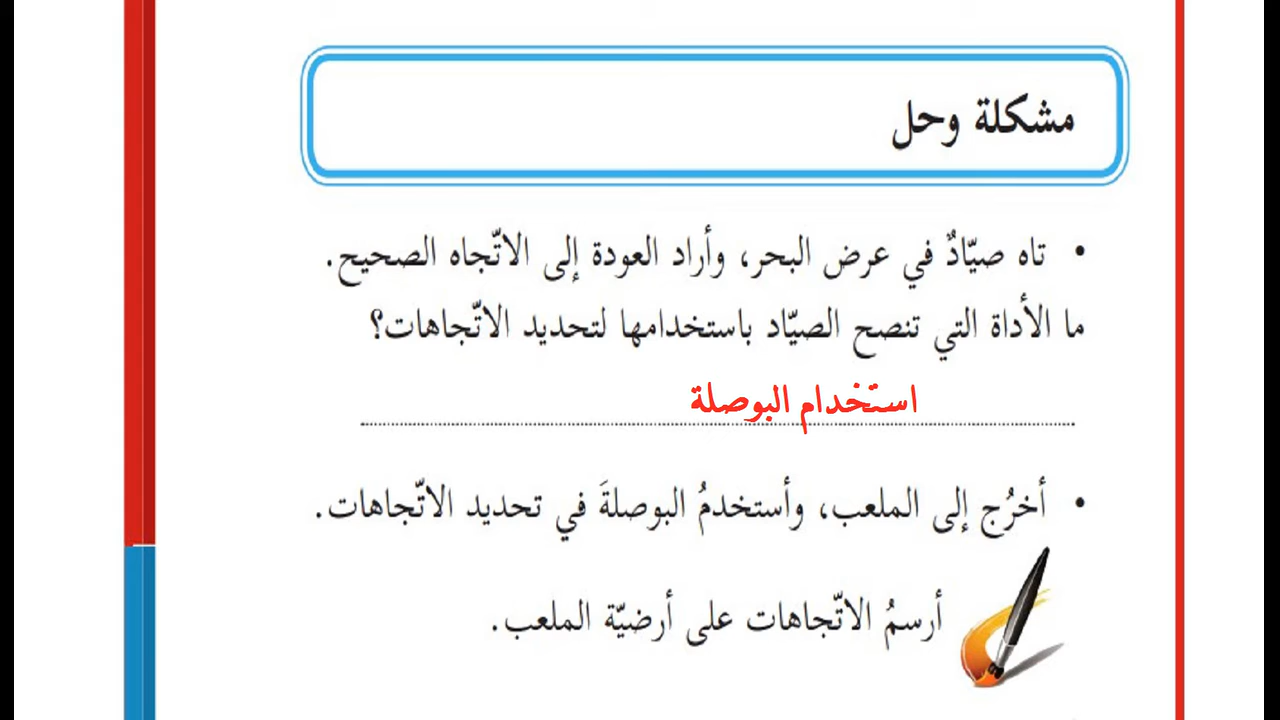 مشكلة وحل
• تاه صيّادٌ في عرض البحر، وأراد العودة إلى الاتّجاه الصحيح.
ما الأداة التي تنصح الصيّاد باستخدامها لتحديد الاتّجاهات؟
استخدام البوصلة
• أخرُج إلى الملعب، وأستخدمُ البوصلةَ في تحديد الاتّجاهات.
أرسمُ الاتّجاهات على أرضيّة الملعب.